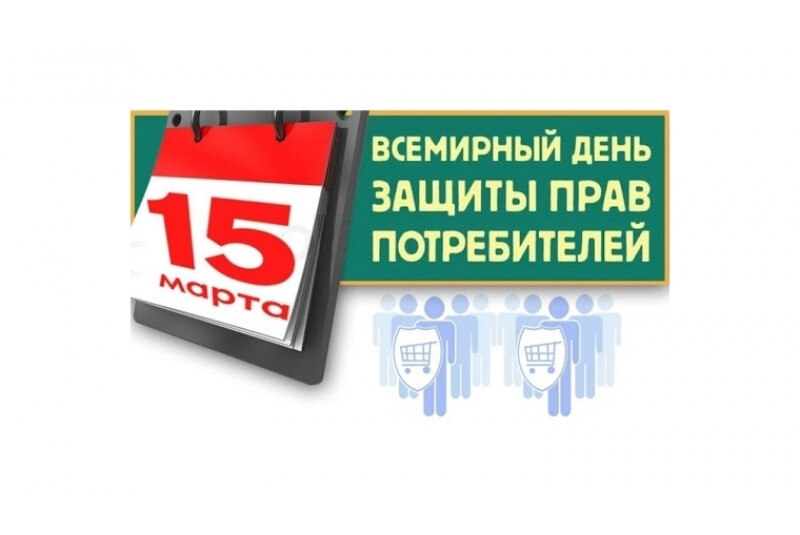 15
марта
ВСЕМИРНЫЙ ДЕНЬ
ЗАЩИТЫ ПРАВ
ПОТРЕБИТЕЛЕЙ